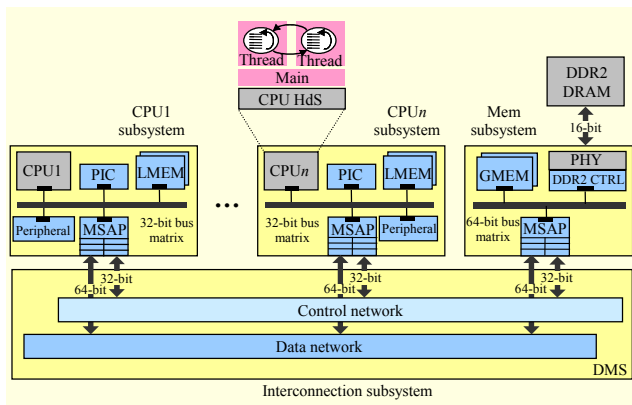 Thread Thread
Main
CPU HdS
DDR2
DRAM
16-bit
CPU1
subsystem
CPUn
subsystem
Mem
subsystem
CPU1
PIC
LMEM
Peripheral
MSAP
32-bit bus
matrix
...
CPUn
PIC
LMEM
32-bit bus
matrix
MSAP
Peripheral
GMEM
PHY
DDR2 CTRL
64-bit bus
matrix
MSAP
32-bit
64-bit
32-bit
64-bit
32-bit
64-bit
Control network
Data network
DMS
Interconnection subsystem